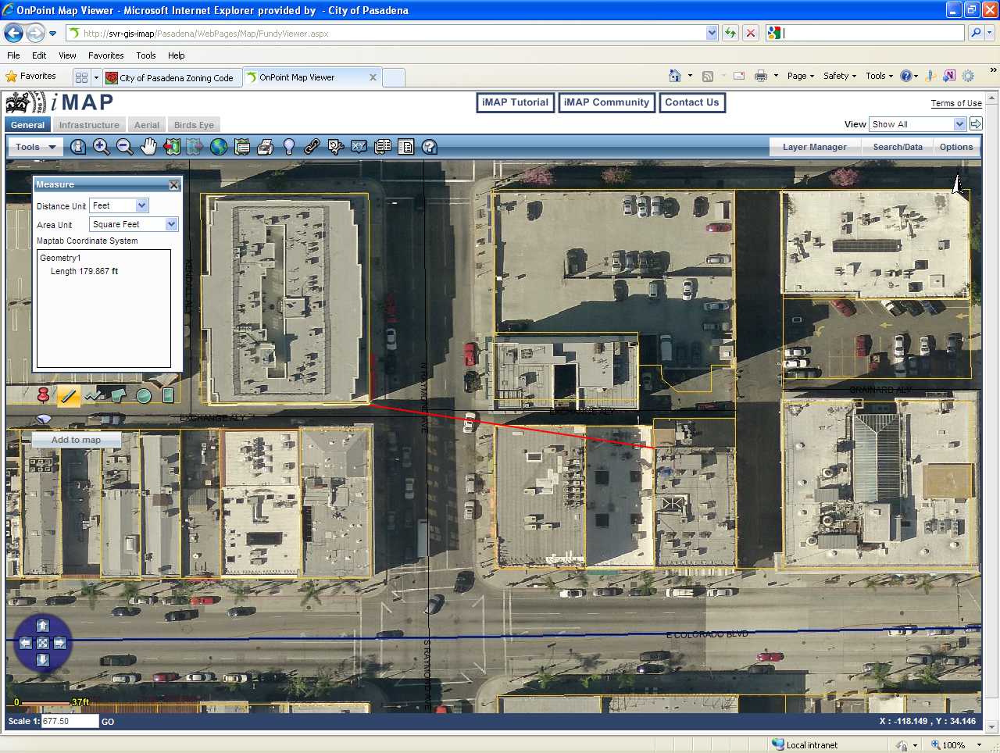 OnPoint Map Viewer - Microsoft Internet Explorer provided by - City of Pasadena
http://svr-gis-imap/Pasadena/WebPages/Map/FundyViewer.aspx
File Edit View Favorites Tools Help
Favorites City of Pasadena Zoning Code OnPoint Map Viewer X Page Safety Tools
iMAP
iMAP Tutorial iMAP Community Contact Us
Terms of Use
General Infrastructure Aerial Birds Eye
View Show All
Tools XY Layer Manager Search/Data Options
Measure
Distance Unit Feet
Area Unit Square Feet
Maptab Coordinate System
Geometry1
Length 179.867 ft
Add to map
KENDALL ALY
N RAYMOND AVE
BRAINARD ALY
EXCHANGE ALY
EXCHANGE ALY
E COLORADO BLVD
S RAYMOND AVE
0 37ft
Scale 1: 677.50 GO
X : -118.149 , Y : 34.146
Local intranet 100%